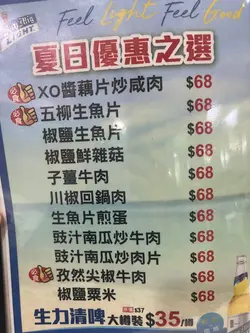 Feel Light Feel Good
LIGHT
夏日優惠之選
XO醬藕片炒咸肉 $68
五柳生魚片 $68
椒鹽生魚片 $68
椒鹽鮮雜菇 $68
子薑牛肉 $68
川椒回鍋肉 $68
生魚片煎蛋 $68
豉汁南瓜炒牛肉 $68
豉汁南瓜炒肉片 $68
孜然尖椒牛肉 $68
椒鹽粟米 $68
生力清啤 大樽裝 $35/樽